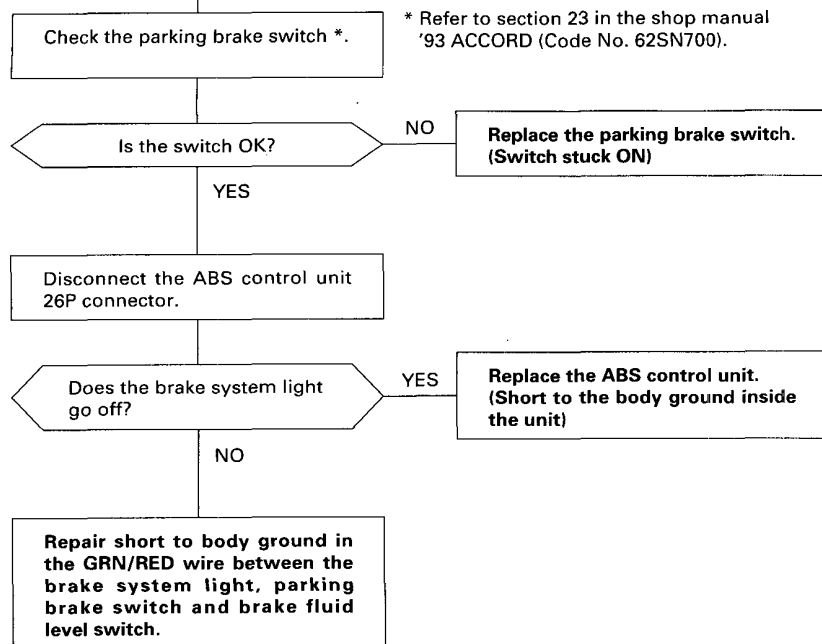 Check the parking brake switch *.
* Refer to section 23 in the shop manual
'93 ACCORD (Code No. 62SN700).
Is the switch OK?
NO
Replace the parking brake switch.
(Switch stuck ON)
YES
Disconnect the ABS control unit
26P connector.
Does the brake system light
go off?
YES
Replace the ABS control unit.
(Short to the body ground inside
the unit)
NO
Repair short to body ground in
the GRN/RED wire between the
brake system light, parking
brake switch and brake fluid
level switch.